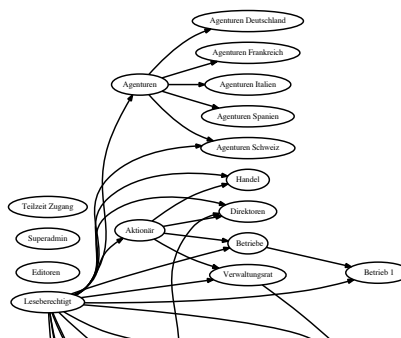 Agenturen Deutschland
Agenturen Frankreich
Agenturen
Agenturen Italien
Agenturen Spanien
Agenturen Schweiz
Handel
Teilzeit Zugang
Direktoren
Aktionär
Superadmin
Betriebe
Editoren
Verwaltungsrat
Betrieb 1
Leseberechtigt